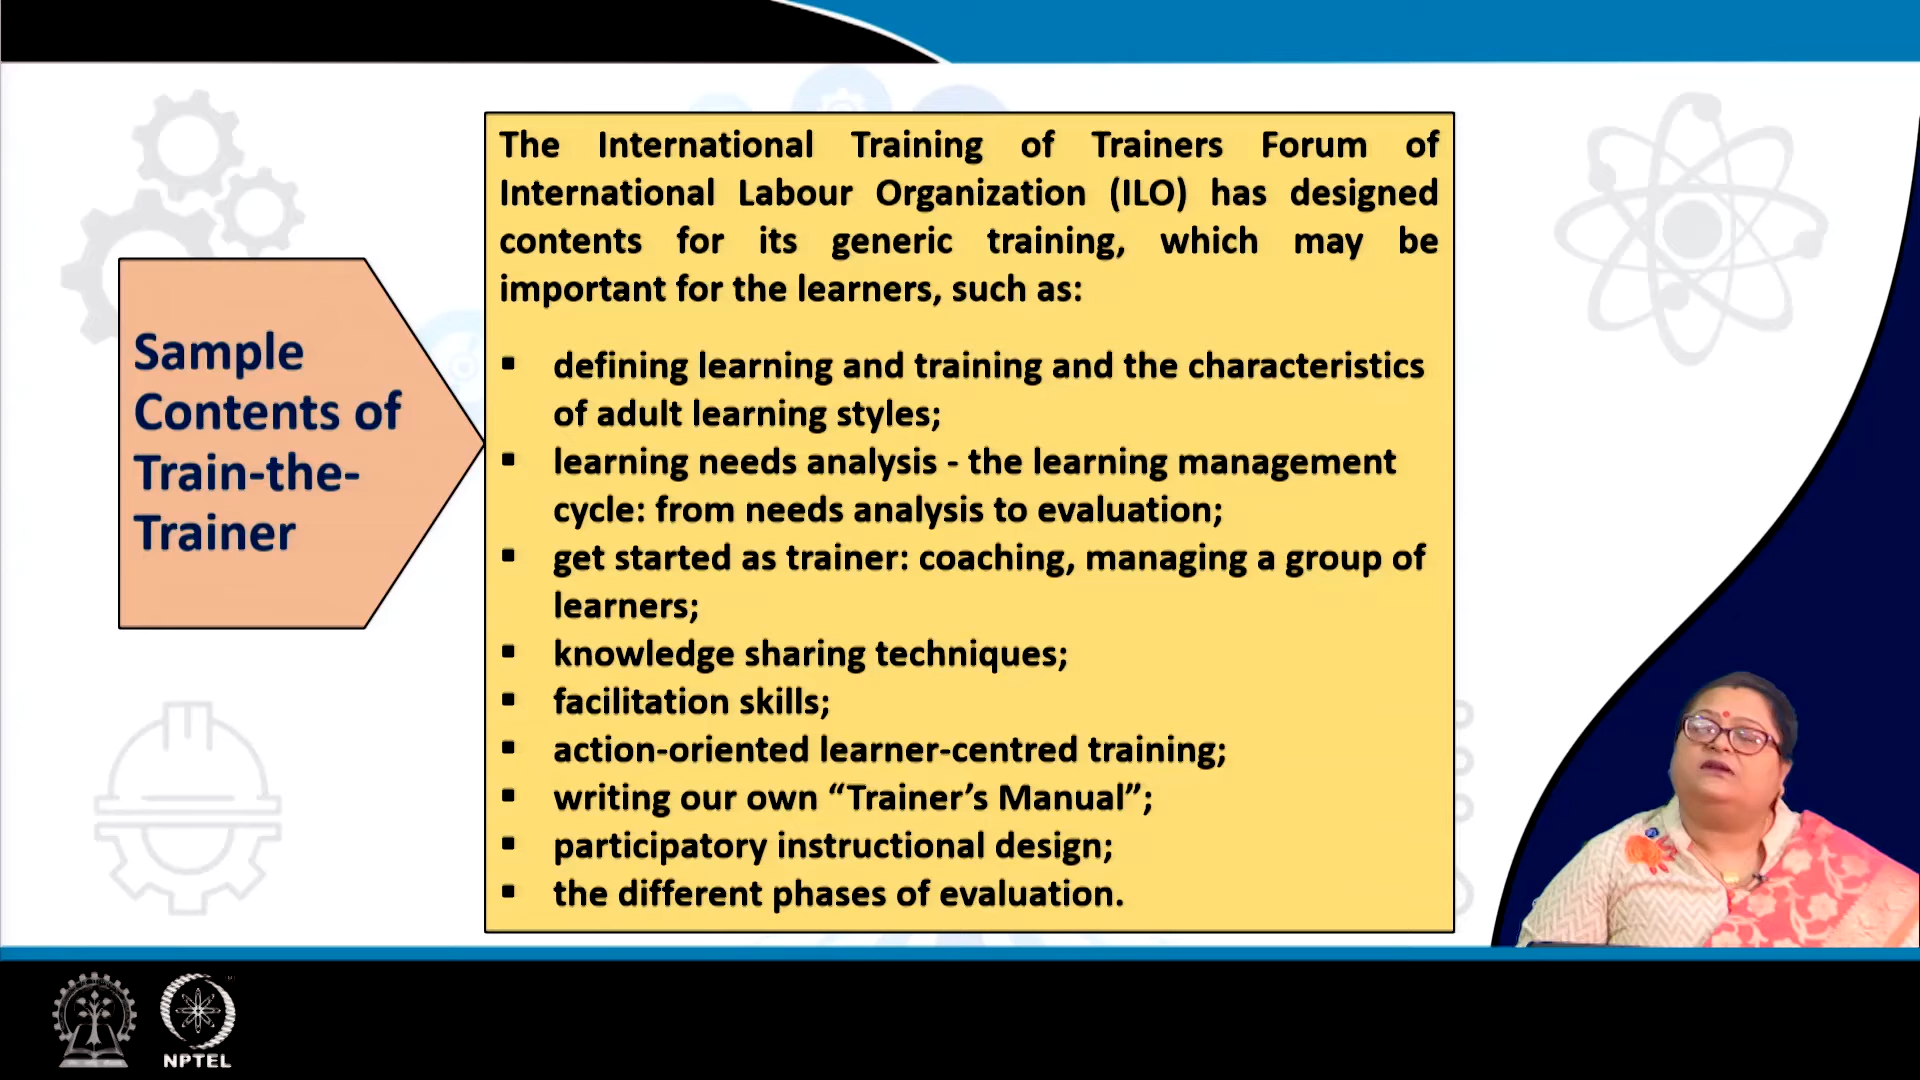 Sample
Contents of
Train-the-
Trainer
The International Training of Trainers Forum of
International Labour Organization (ILO) has designed
contents for its generic training, which may be
important for the learners, such as:
▪ defining learning and training and the characteristics
of adult learning styles;
▪ learning needs analysis - the learning management
cycle: from needs analysis to evaluation;
▪ get started as trainer: coaching, managing a group of
learners;
▪ knowledge sharing techniques;
▪ facilitation skills;
▪ action-oriented learner-centred training;
▪ writing our own “Trainer’s Manual”;
▪ participatory instructional design;
▪ the different phases of evaluation.
NPTEL